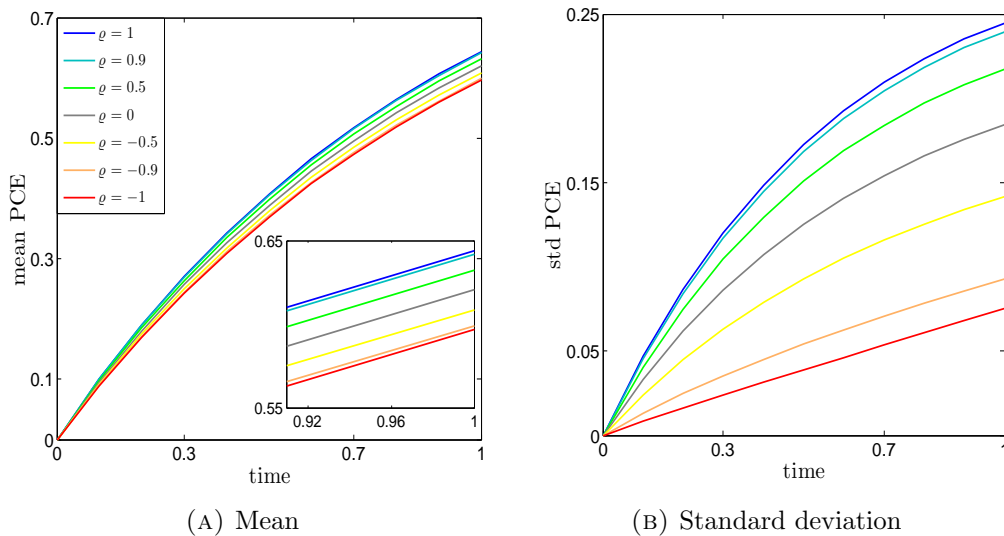 0.7
0.5
0.3
0.1
0
mean PCE
ϱ = 1
ϱ = 0.9
ϱ = 0.5
ϱ = 0
ϱ = −0.5
ϱ = −0.9
ϱ = −1
0.65
0.55
0.92 0.96 1
0 0.3 0.7 1
time
(A) Mean
0.25
0.15
0.05
0
std PCE
0 0.3 0.7 1
time
(B) Standard deviation